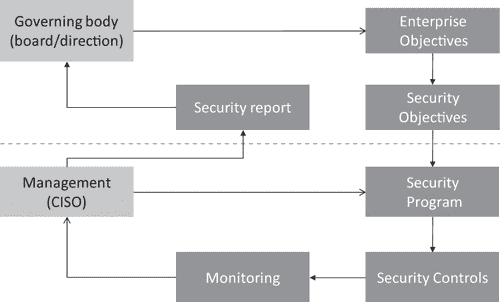 Governing body
(board/direction)
Enterprise
Objectives
Security report
Security
Objectives
Management
(CISO)
Security
Program
Monitoring
Security Controls